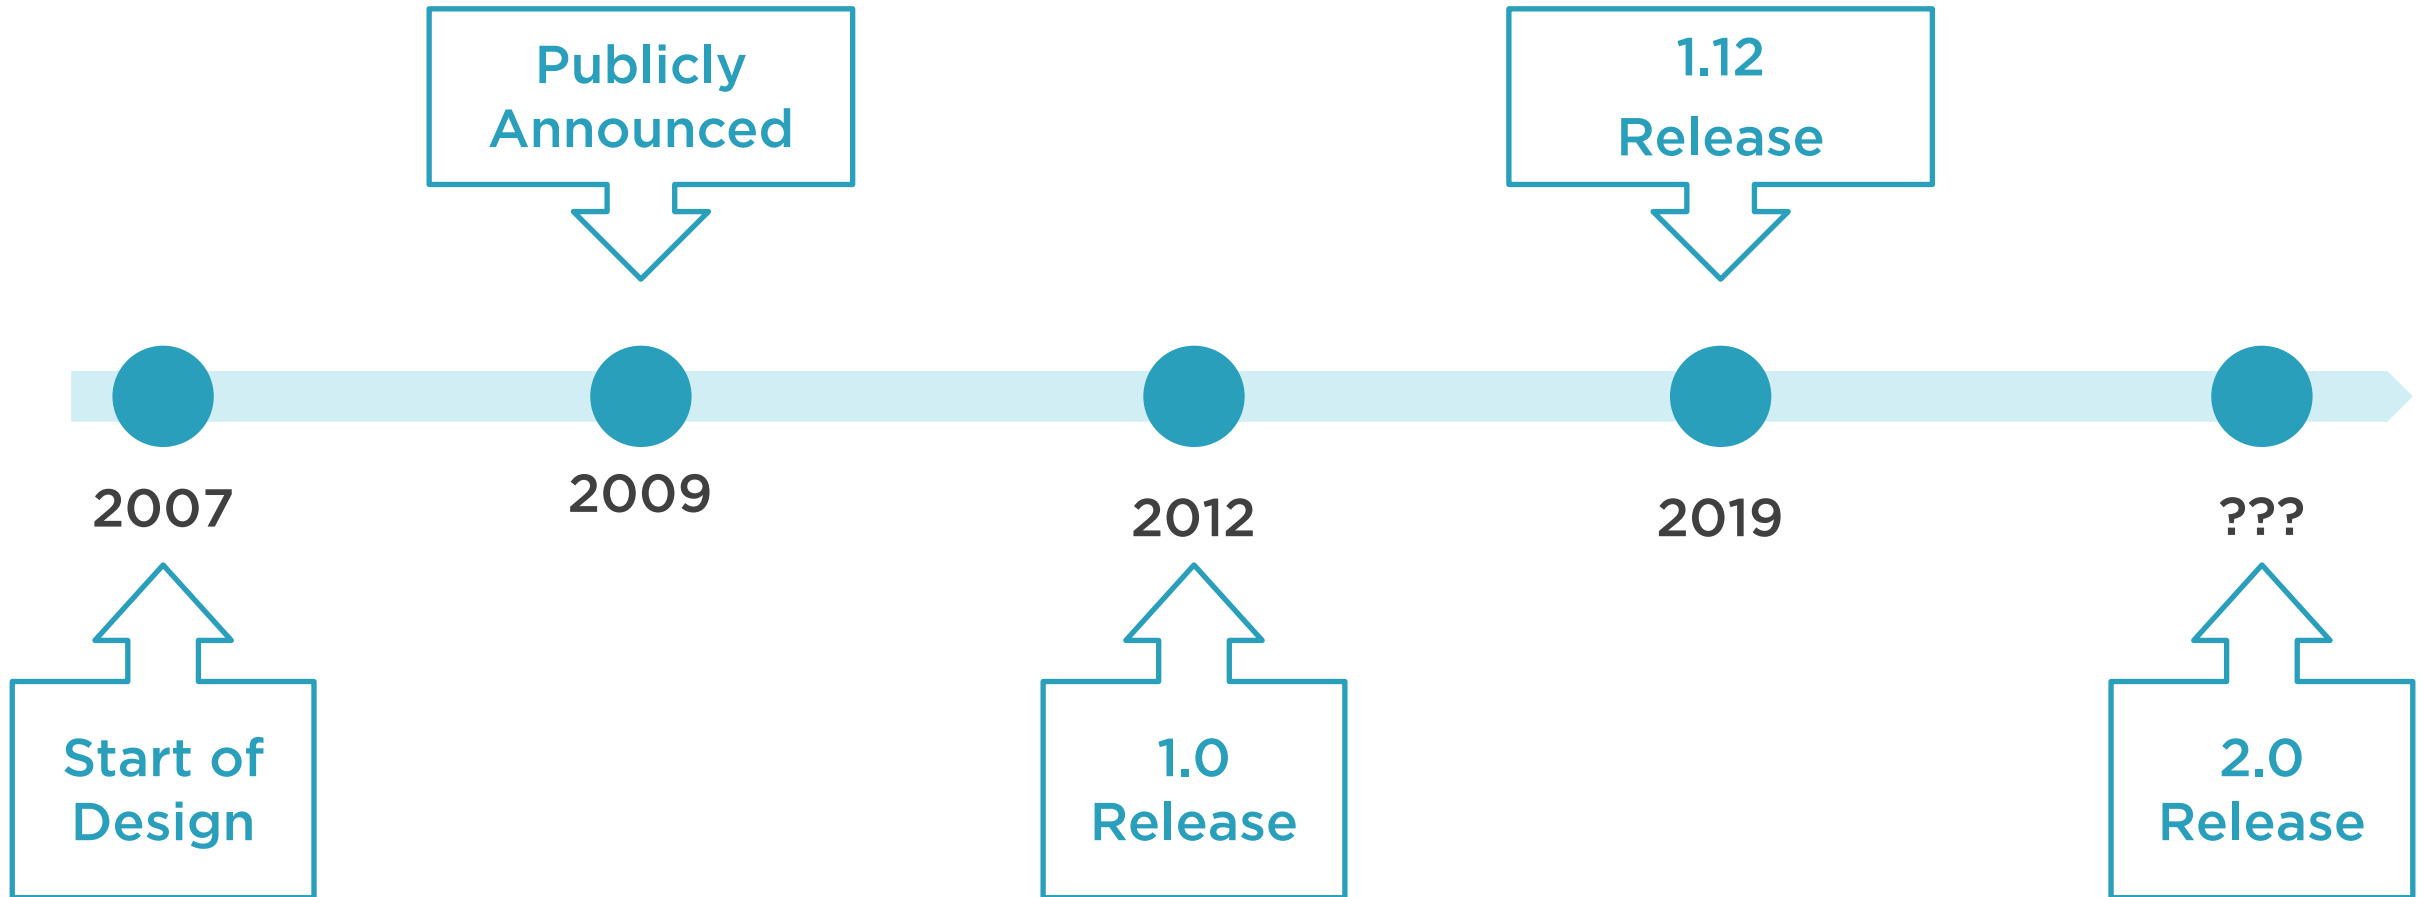 Publicly
Announced
1.12
Release
2007
2009
2012
2019
???
Start of
Design
1.0
Release
2.0
Release